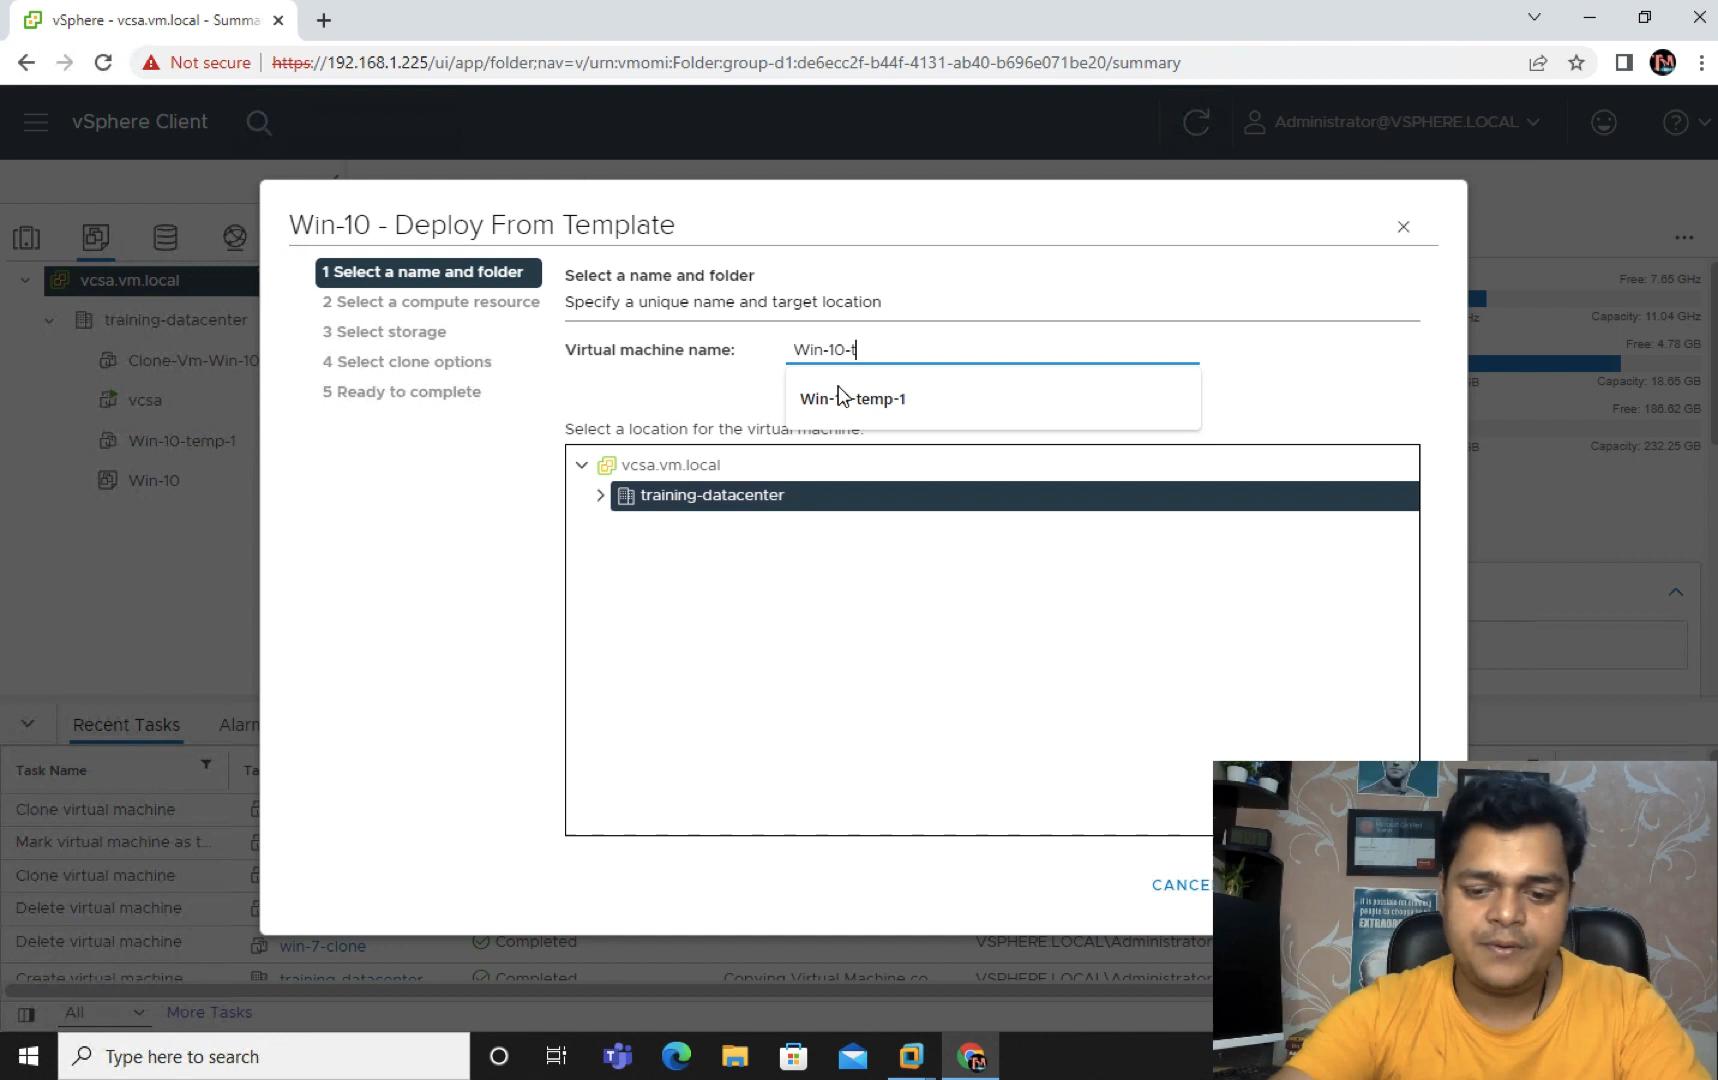 vSphere - vcsa.vm.local - Summa
Not secure
https://192.168.1.225/ui/app/folder;nav=v/urn:vmomi:Folder:group-d1:de6ecc2f-b44f-4131-ab40-b696e071be20/summary
vSphere Client
Administrator@VSPHERE.LOCAL
Win-10 - Deploy From Template
1 Select a name and folder
2 Select a compute resource
3 Select storage
4 Select clone options
5 Ready to complete
Select a name and folder
Specify a unique name and target location
Virtual machine name:
Win-10-t
Win-1 -temp-1
Select a location for the virtual machine.
vcsa.vm.local
training-datacenter
CANCE
vcsa.vm.local
training-datacenter
Clone-Vm-Win-10
vcsa
Win-10-temp-1
Win-10
Free: 7.65 GHz
Hz
Capacity: 11.04 GHz
Free: 4.78 GB
Capacity: 18.65 GB
Free: 186.62 GB
Capacity: 232.25 GB
Recent Tasks
Alarm
Task Name
Ta
Clone virtual machine
Mark virtual machine as t...
Clone virtual machine
Delete virtual machine
Delete virtual machine
win-7-clone
Completed
VSPHERE.LOCAL\Administrator
Create virtual machine
training-datacenter
Completed
Copying Virtual Machine co
VSPHERE.LOCAL\Administrator
All
More Tasks
Type here to search
EXTRAORD